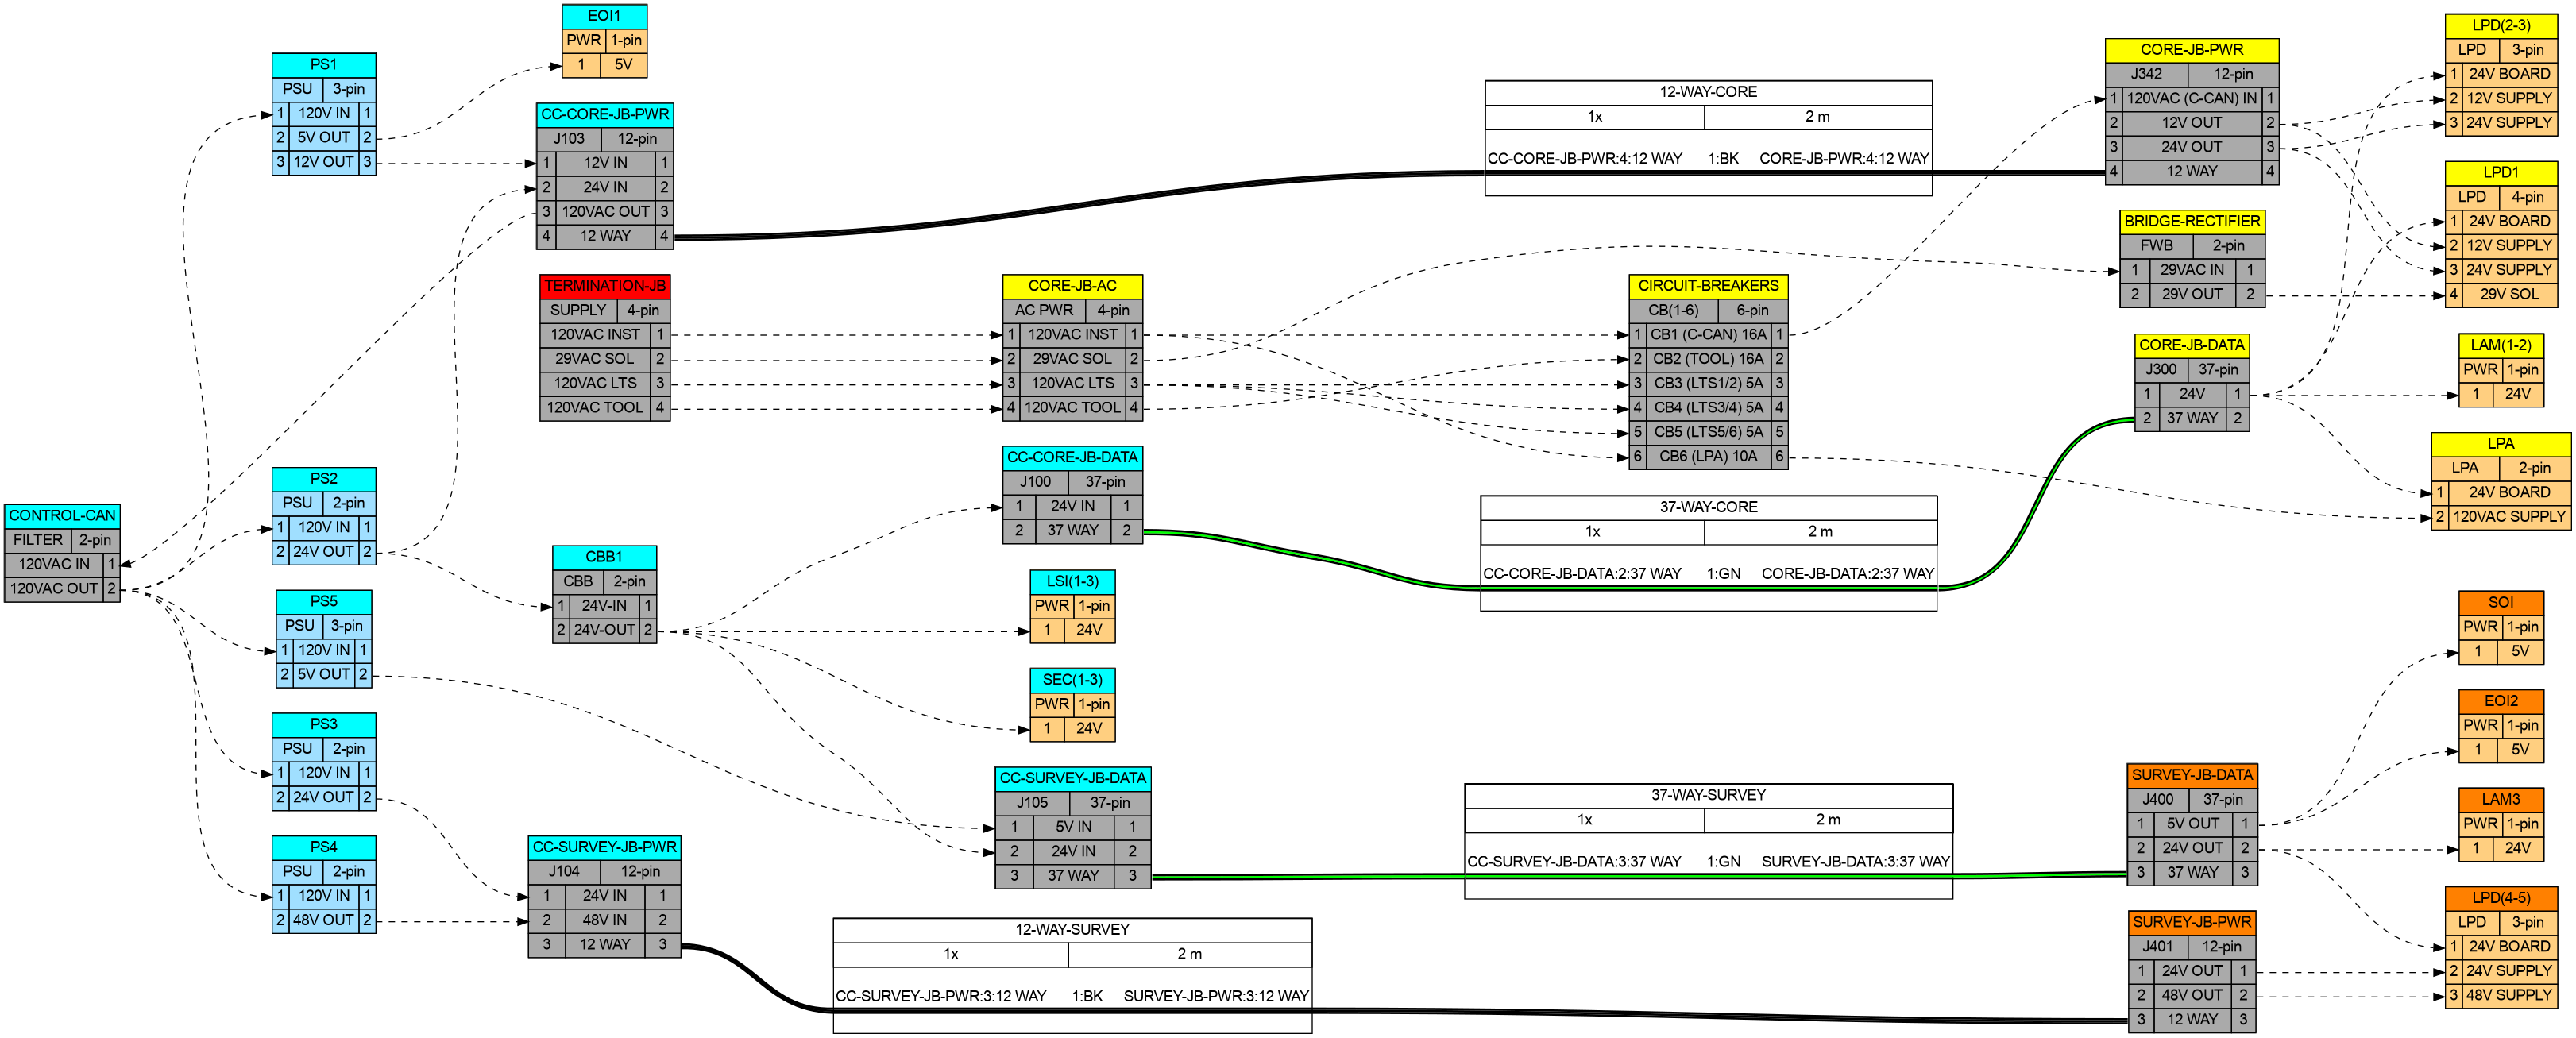 EOI1
PWR 1-pin
1 5V
PS1
PSU 3-pin
1 120V IN 1
2 5V OUT 2
3 12V OUT 3
CC-CORE-JB-PWR
J103 12-pin
1 12V IN 1
2 24V IN 2
3 120VAC OUT 3
4 12 WAY 4
12-WAY-CORE
1x 2 m
CC-CORE-JB-PWR:4:12 WAY 1:BK CORE-JB-PWR:4:12 WAY
CORE-JB-PWR
J342 12-pin
1 120VAC (C-CAN) IN 1
2 12V OUT 2
3 24V OUT 3
4 12 WAY 4
LPD(2-3)
LPD 3-pin
1 24V BOARD
2 12V SUPPLY
3 24V SUPPLY
LPD1
LPD 4-pin
1 24V BOARD
2 12V SUPPLY
3 24V SUPPLY
4 29V SOL
BRIDGE-RECTIFIER
FWB 2-pin
1 29VAC IN 1
2 29V OUT 2
TERMINATION-JB
SUPPLY 4-pin
120VAC INST 1
29VAC SOL 2
120VAC LTS 3
120VAC TOOL 4
CORE-JB-AC
AC PWR 4-pin
1 120VAC INST 1
2 29VAC SOL 2
3 120VAC LTS 3
4 120VAC TOOL 4
CIRCUIT-BREAKERS
CB(1-6) 6-pin
1 CB1 (C-CAN) 16A 1
2 CB2 (TOOL) 16A 2
3 CB3 (LTS1/2) 5A 3
4 CB4 (LTS3/4) 5A 4
5 CB5 (LTS5/6) 5A 5
6 CB6 (LPA) 10A 6
CORE-JB-DATA
J300 37-pin
1 24V 1
2 37 WAY 2
LAM(1-2)
PWR 1-pin
1 24V
LPA
LPA 2-pin
1 24V BOARD
2 120VAC SUPPLY
CONTROL-CAN
FILTER 2-pin
120VAC IN 1
120VAC OUT 2
PS2
PSU 2-pin
1 120V IN 1
2 24V OUT 2
CC-CORE-JB-DATA
J100 37-pin
1 24V IN 1
2 37 WAY 2
37-WAY-CORE
1x 2 m
CC-CORE-JB-DATA:2:37 WAY 1:GN CORE-JB-DATA:2:37 WAY
CBB1
CBB 2-pin
1 24V-IN 1
2 24V-OUT 2
LSI(1-3)
PWR 1-pin
1 24V
PS5
PSU 3-pin
1 120V IN 1
2 5V OUT 2
SEC(1-3)
PWR 1-pin
1 24V
SOI
PWR 1-pin
1 5V
EOI2
PWR 1-pin
1 5V
PS3
PSU 2-pin
1 120V IN 1
2 24V OUT 2
CC-SURVEY-JB-DATA
J105 37-pin
1 5V IN 1
2 24V IN 2
3 37 WAY 3
37-WAY-SURVEY
1x 2 m
CC-SURVEY-JB-DATA:3:37 WAY 1:GN SURVEY-JB-DATA:3:37 WAY
SURVEY-JB-DATA
J400 37-pin
1 5V OUT 1
2 24V OUT 2
3 37 WAY 3
LAM3
PWR 1-pin
1 24V
PS4
PSU 2-pin
1 120V IN 1
2 48V OUT 2
CC-SURVEY-JB-PWR
J104 12-pin
1 24V IN 1
2 48V IN 2
3 12 WAY 3
12-WAY-SURVEY
1x 2 m
CC-SURVEY-JB-PWR:3:12 WAY 1:BK SURVEY-JB-PWR:3:12 WAY
SURVEY-JB-PWR
J401 12-pin
1 24V OUT 1
2 48V OUT 2
3 12 WAY 3
LPD(4-5)
LPD 3-pin
1 24V BOARD
2 24V SUPPLY
3 48V SUPPLY